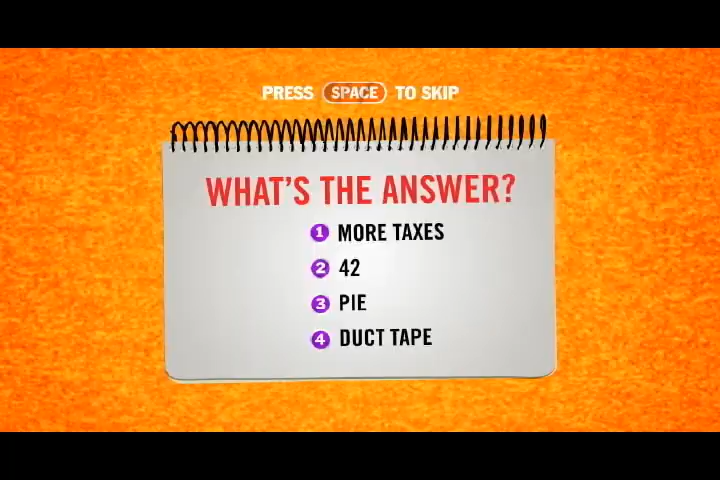 PRESS SPACE TO SKIP
WHAT'S THE ANSWER?
1 MORE TAXES
2 42
3 PIE
4 DUCT TAPE